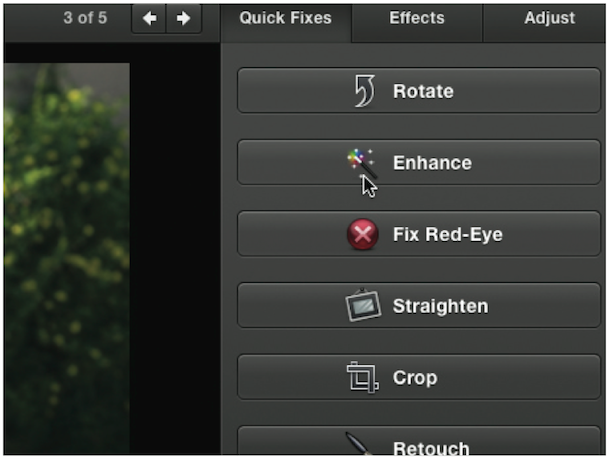 3 of 5
Quick Fixes
Effects
Adjust
Rotate
Enhance
Fix Red-Eye
Straighten
Crop
Retouch